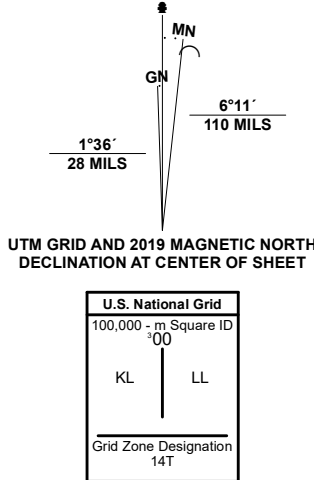 MN
GN
6°11´
110 MILS
1°36´
28 MILS
UTM GRID AND 2019 MAGNETIC NORTH
DECLINATION AT CENTER OF SHEET
U.S. National Grid
100,000 - m Square ID
³00
KL LL
Grid Zone Designation
14T